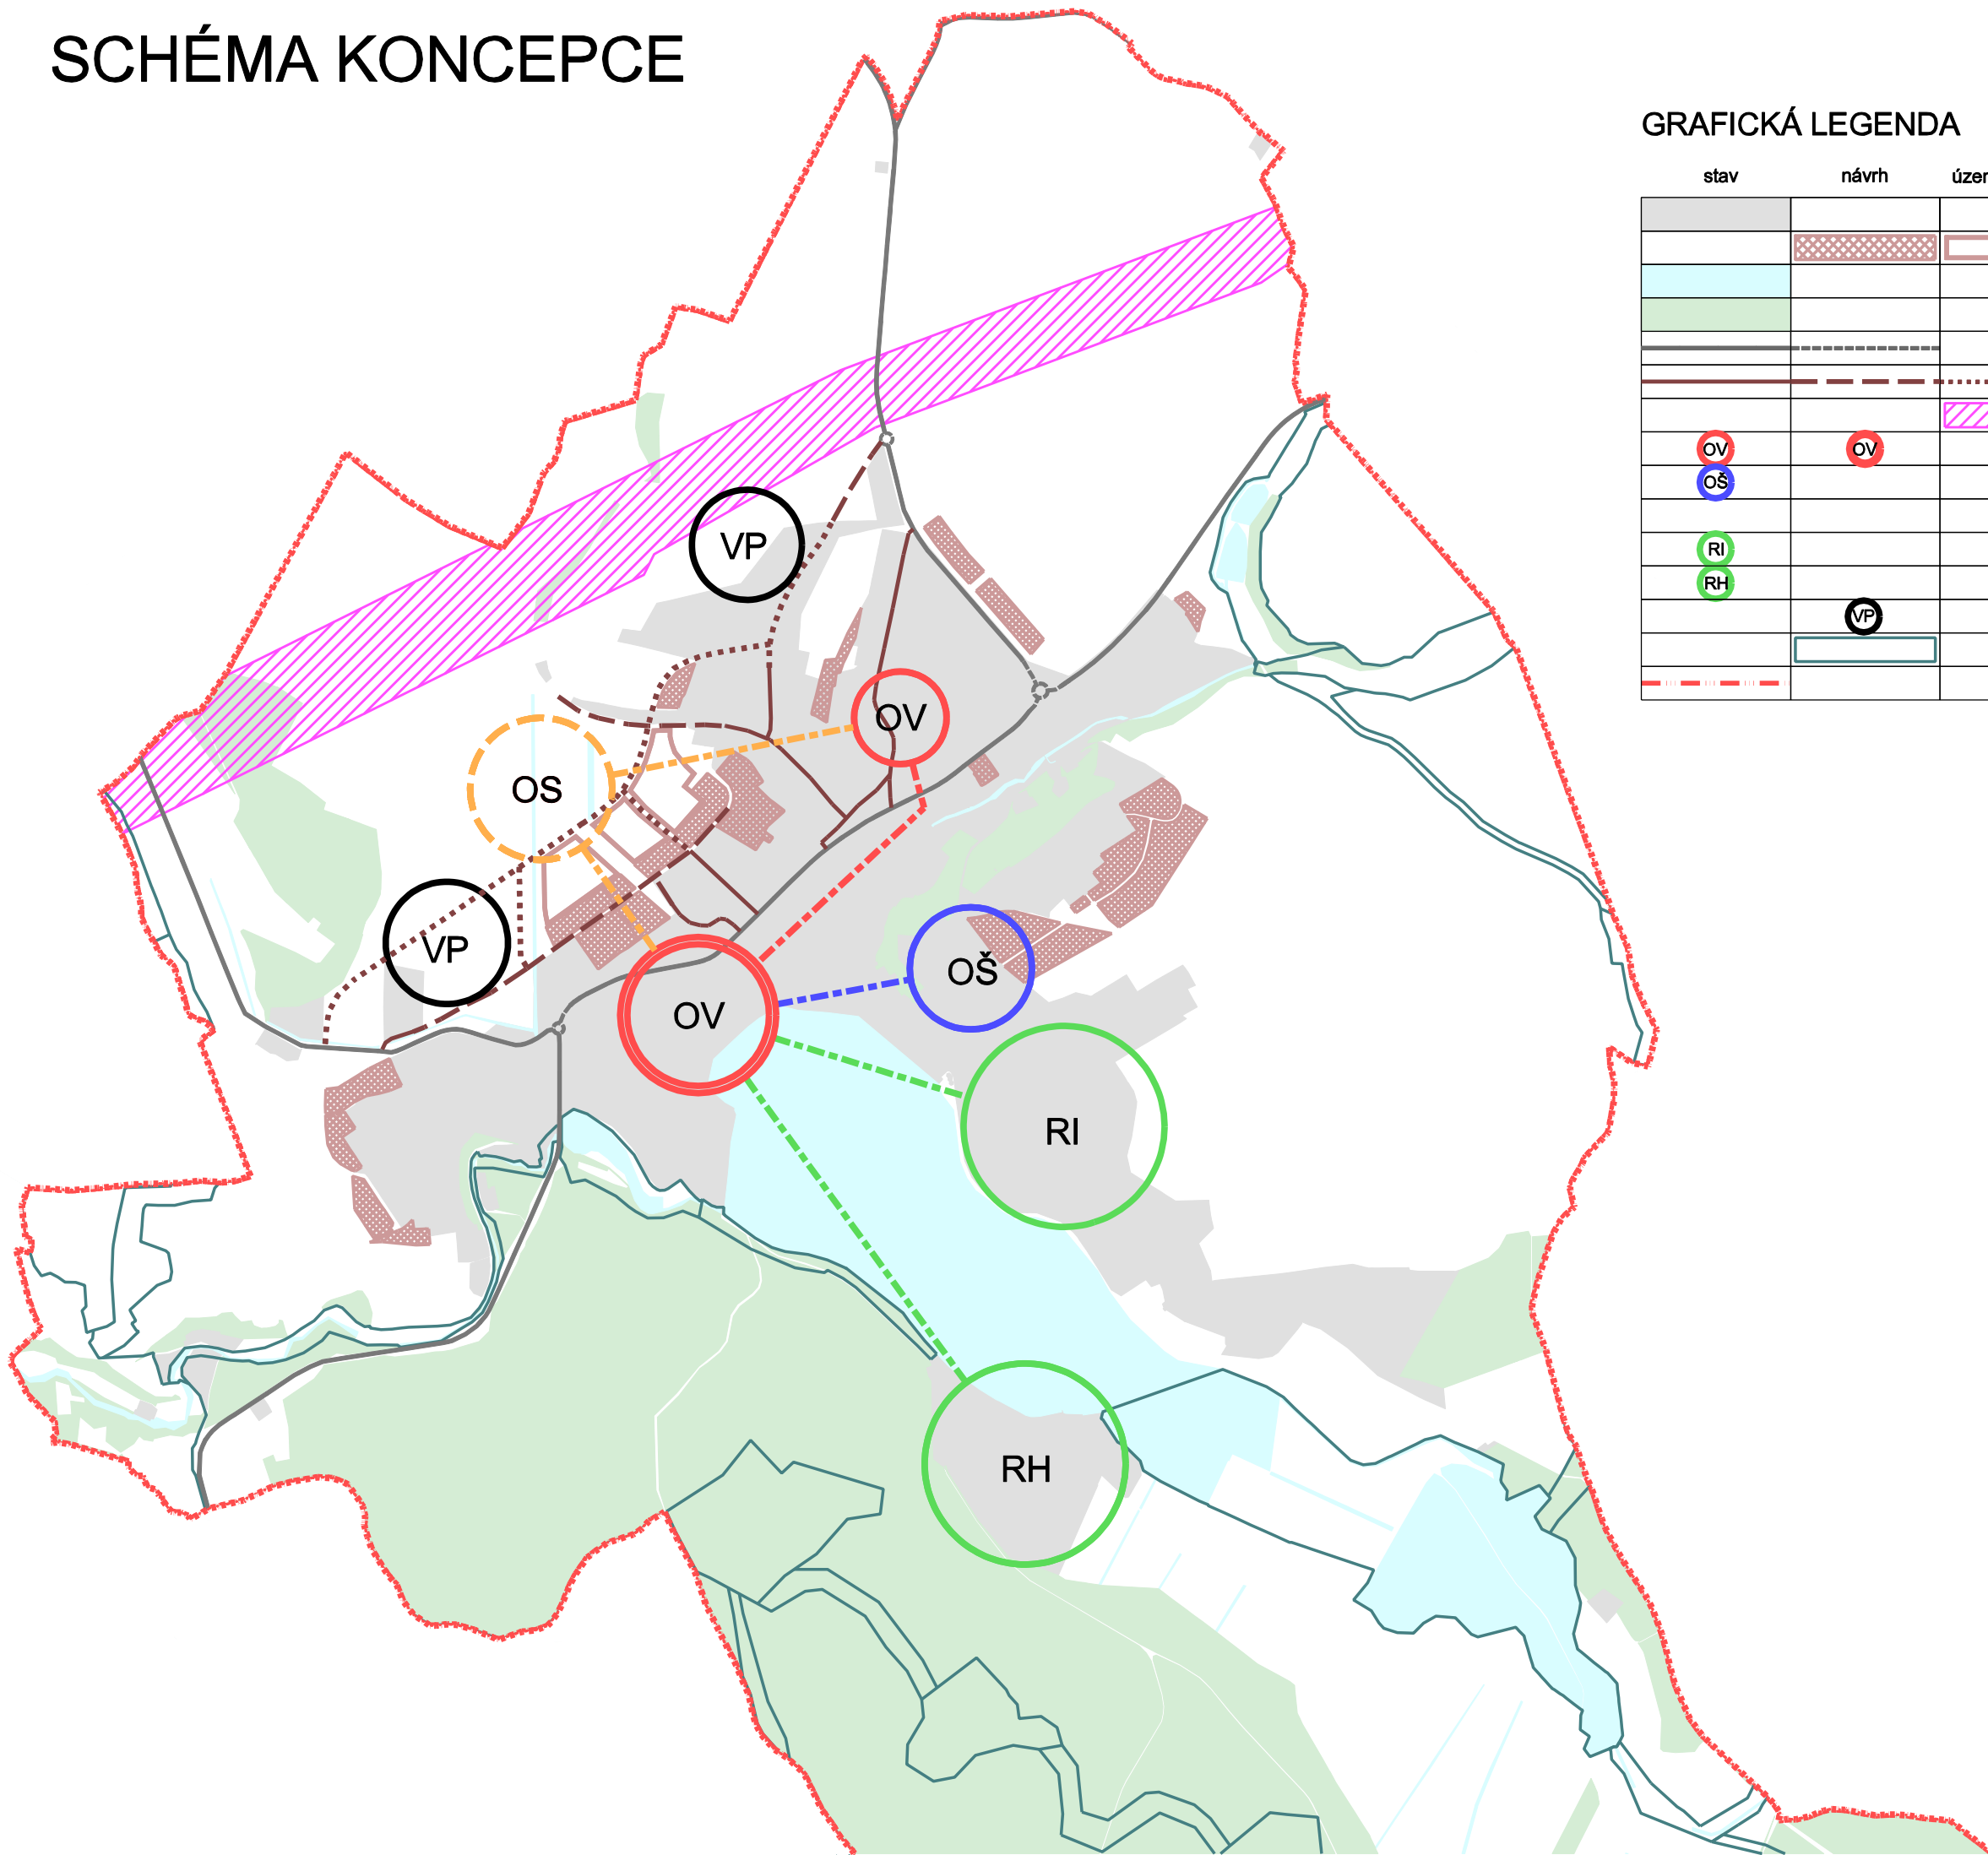 SCHÉMA KONCEPCE
GRAFICKÁ LEGENDA
stav návrh
OV OV
OŠ
RI
RH
VP
VP
OV
OS
VP
OŠ
OV
RI
RH